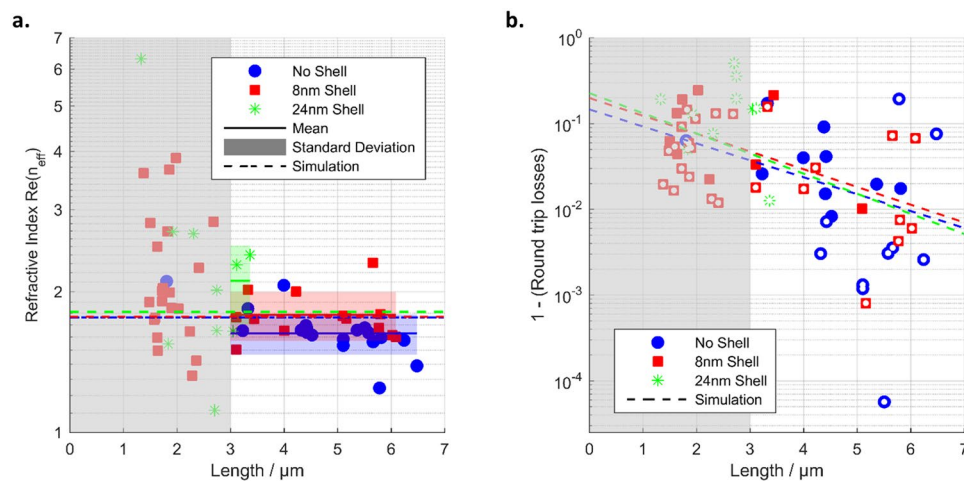 a.
7
6
5
4
3
2
1
Refractive Index Re(n_eff)
No Shell
8nm Shell
24nm Shell
Mean
Standard Deviation
Simulation
0 1 2 3 4 5 6 7
Length / μm
b.
10^0
10^-1
10^-2
10^-3
10^-4
1 - (Round trip losses)
No Shell
8nm Shell
24nm Shell
Simulation
0 1 2 3 4 5 6 7
Length / μm